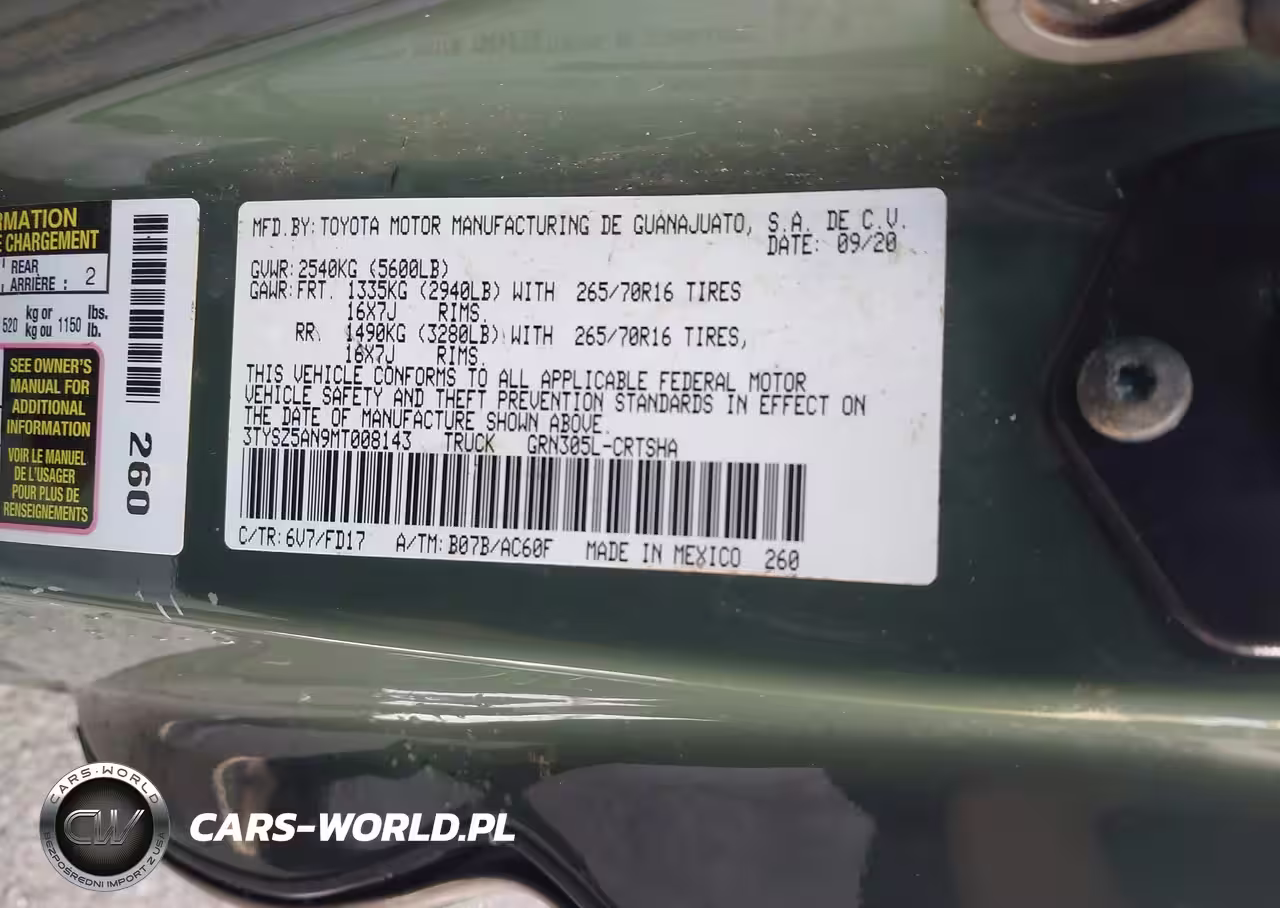 RMATION
E CHARGEMENT
REAR
ARRIÈRE : 2
520 kg or
kg ou 1150 lbs.
lb.
SEE OWNER'S
MANUAL FOR
ADDITIONAL
INFORMATION
VOIR LE MANUEL
DE L'USAGER
POUR PLUS DE
RENSEIGNEMENTS
260
MFD.BY:TOYOTA MOTOR MANUFACTURING DE GUANAJUATO, S.A. DE C.V.
DATE: 09/20
GVWR:2540KG (5600LB)
GAWR:FRT. 1335KG (2940LB) WITH 265/70R16 TIRES
16X7J RIMS.
RR. 1490KG (3280LB) WITH 265/70R16 TIRES,
16X7J RIMS.
THIS VEHICLE CONFORMS TO ALL APPLICABLE FEDERAL MOTOR
VEHICLE SAFETY AND THEFT PREVENTION STANDARDS IN EFFECT ON
THE DATE OF MANUFACTURE SHOWN ABOVE.
3TYSZ5AN9MT008143 TRUCK GRN305L-CRTSHA
C/TR:6V7/FD17 A/TM:B07B/AC60F MADE IN MEXICO 260
CARS-WORLD
CW
BEZPOŚREDNI IMPORT Z USA
CARS-WORLD.PL